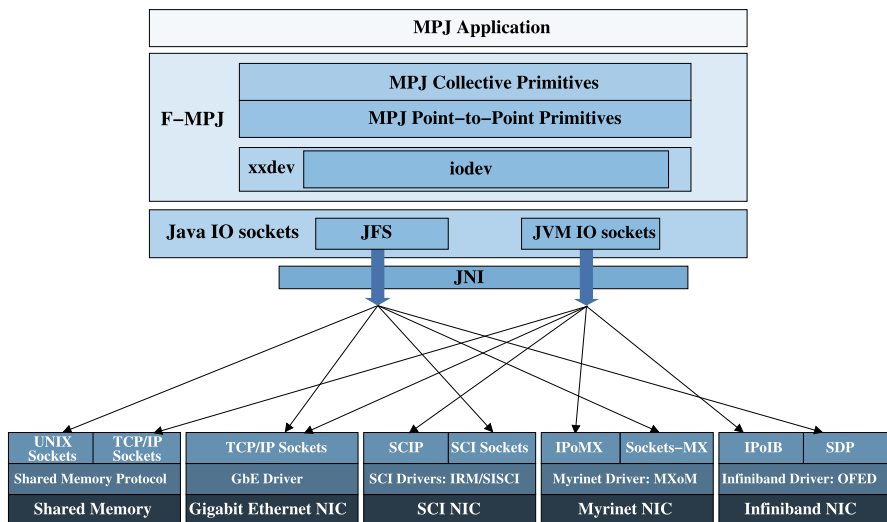 MPJ Application
F−MPJ
MPJ Collective Primitives
MPJ Point−to−Point Primitives
xxdev
iodev
Java IO sockets
JFS
JVM IO sockets
JNI
UNIX
Sockets
TCP/IP
Sockets
Shared Memory Protocol
Shared Memory
TCP/IP Sockets
GbE Driver
Gigabit Ethernet NIC
SCIP
SCI Sockets
SCI Drivers: IRM/SISCI
SCI NIC
IPoMX
Sockets−MX
Myrinet Driver: MXoM
Myrinet NIC
IPoIB
SDP
Infiniband Driver: OFED
Infiniband NIC